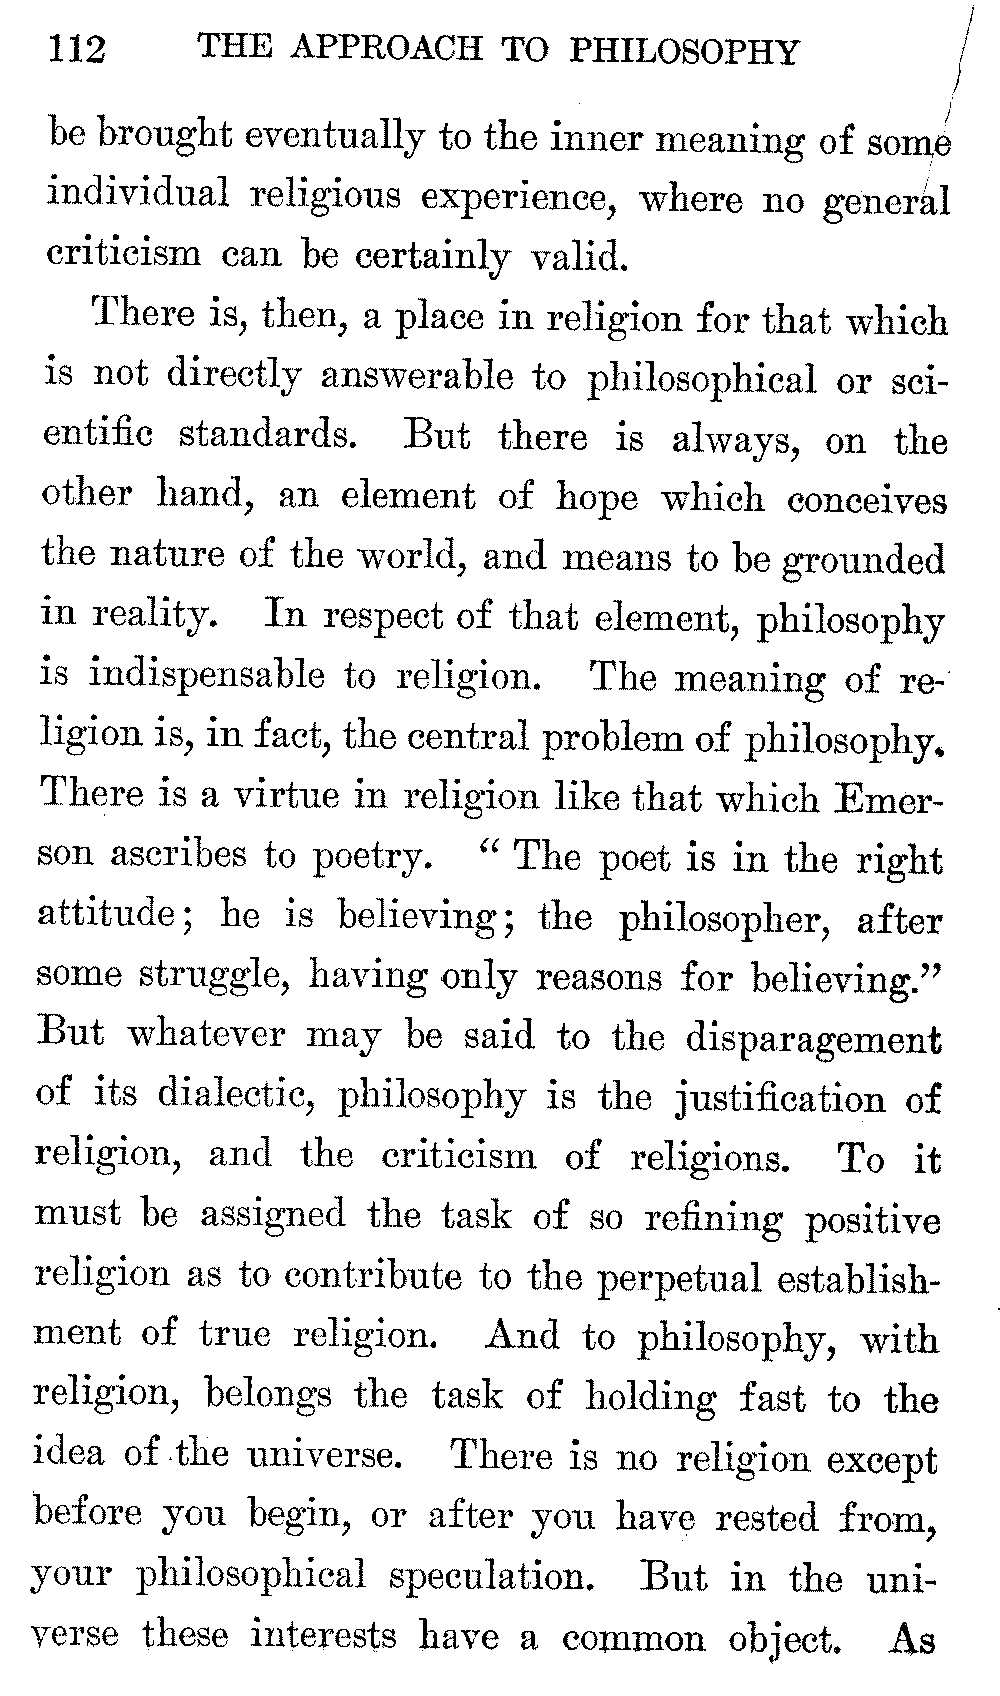 112 THE APPROACH TO PHILOSOPHY
be brought eventually to the inner meaning of some
individual religious experience, where no general
criticism can be certainly valid.
There is, then, a place in religion for that which
is not directly answerable to philosophical or sci-
entific standards. But there is always, on the
other hand, an element of hope which conceives
the nature of the world, and means to be grounded
in reality. In respect of that element, philosophy
is indispensable to religion. The meaning of re-
ligion is, in fact, the central problem of philosophy.
There is a virtue in religion like that which Emer-
son ascribes to poetry. “ The poet is in the right
attitude; he is believing; the philosopher, after
some struggle, having only reasons for believing.”
But whatever may be said to the disparagement
of its dialectic, philosophy is the justification of
religion, and the criticism of religions. To it
must be assigned the task of so refining positive
religion as to contribute to the perpetual establish-
ment of true religion. And to philosophy, with
religion, belongs the task of holding fast to the
idea of the universe. There is no religion except
before you begin, or after you have rested from,
your philosophical speculation. But in the uni-
verse these interests have a common object. As